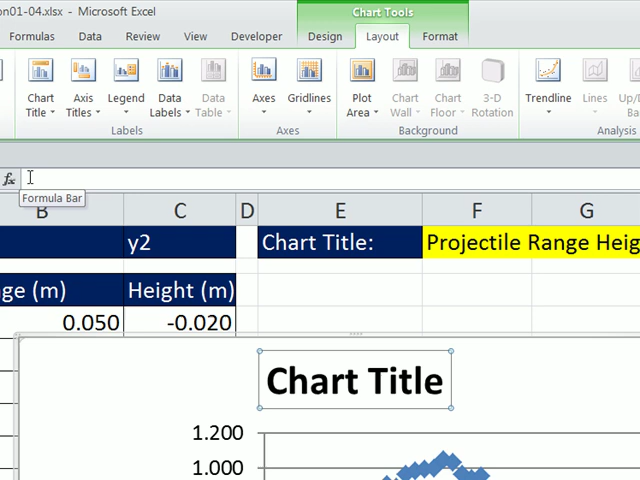 on01-04.xlsx - Microsoft Excel
Chart Tools
Formulas Data Review View Developer Design Layout Format
Chart Title Axis Titles Legend Data Labels Data Table Axes Gridlines Plot Area Chart Wall Chart Floor 3-D Rotation Trendline Lines Up/D Ba
Labels Axes Background Analysis
fx
Formula Bar
B C D E F G
y2 Chart Title: Projectile Range Heig
ge (m) Height (m)
0.050 -0.020
Chart Title
1.200
1.000